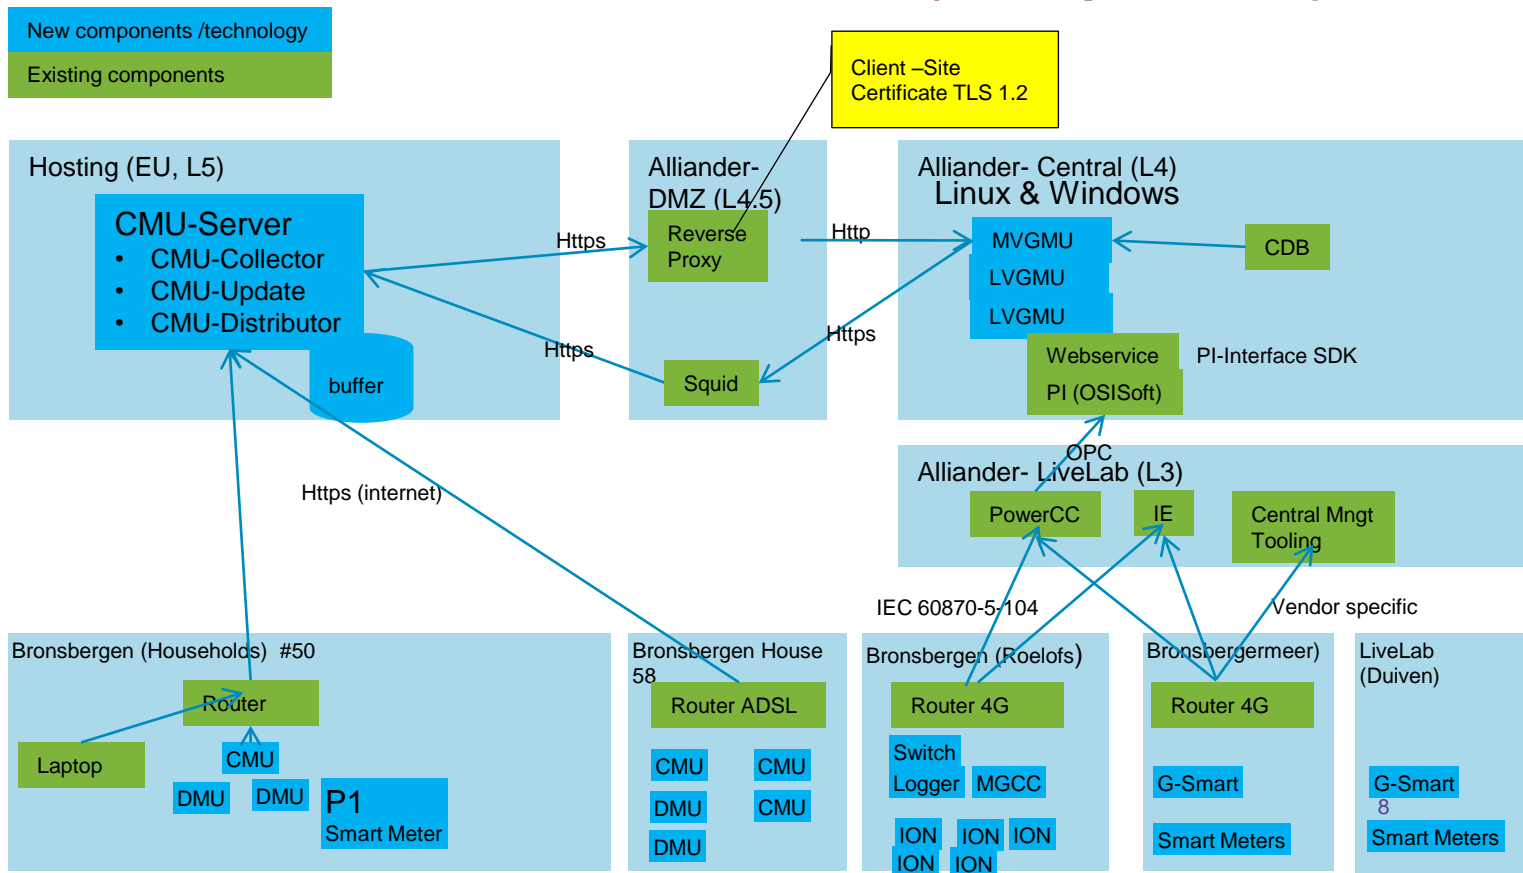 New components /technology
Existing components
Client –Site
Certificate TLS 1.2
Hosting (EU, L5)
CMU-Server
• CMU-Collector
• CMU-Update
• CMU-Distributor
buffer
Https
Https
Alliander-
DMZ (L4.5)
Reverse
Proxy
Squid
Http
Https
Alliander- Central (L4)
Linux & Windows
MVGMU
LVGMU
LVGMU
CDB
Webservice
PI-Interface SDK
PI (OSISoft)
OPC
Alliander- LiveLab (L3)
PowerCC
IE
Central Mngt
Tooling
Https (internet)
IEC 60870-5-104
Vendor specific
Bronsbergen (Households) #50
Router
Laptop
CMU
DMU
DMU
P1
Smart Meter
Bronsbergen House
58
Router ADSL
CMU
CMU
DMU
CMU
DMU
Bronsbergen (Roelofs)
Router 4G
Switch
Logger
MGCC
ION
ION
ION
ION
ION
Bronsbergermeer)
Router 4G
G-Smart
Smart Meters
LiveLab
(Duiven)
G-Smart
8
Smart Meters